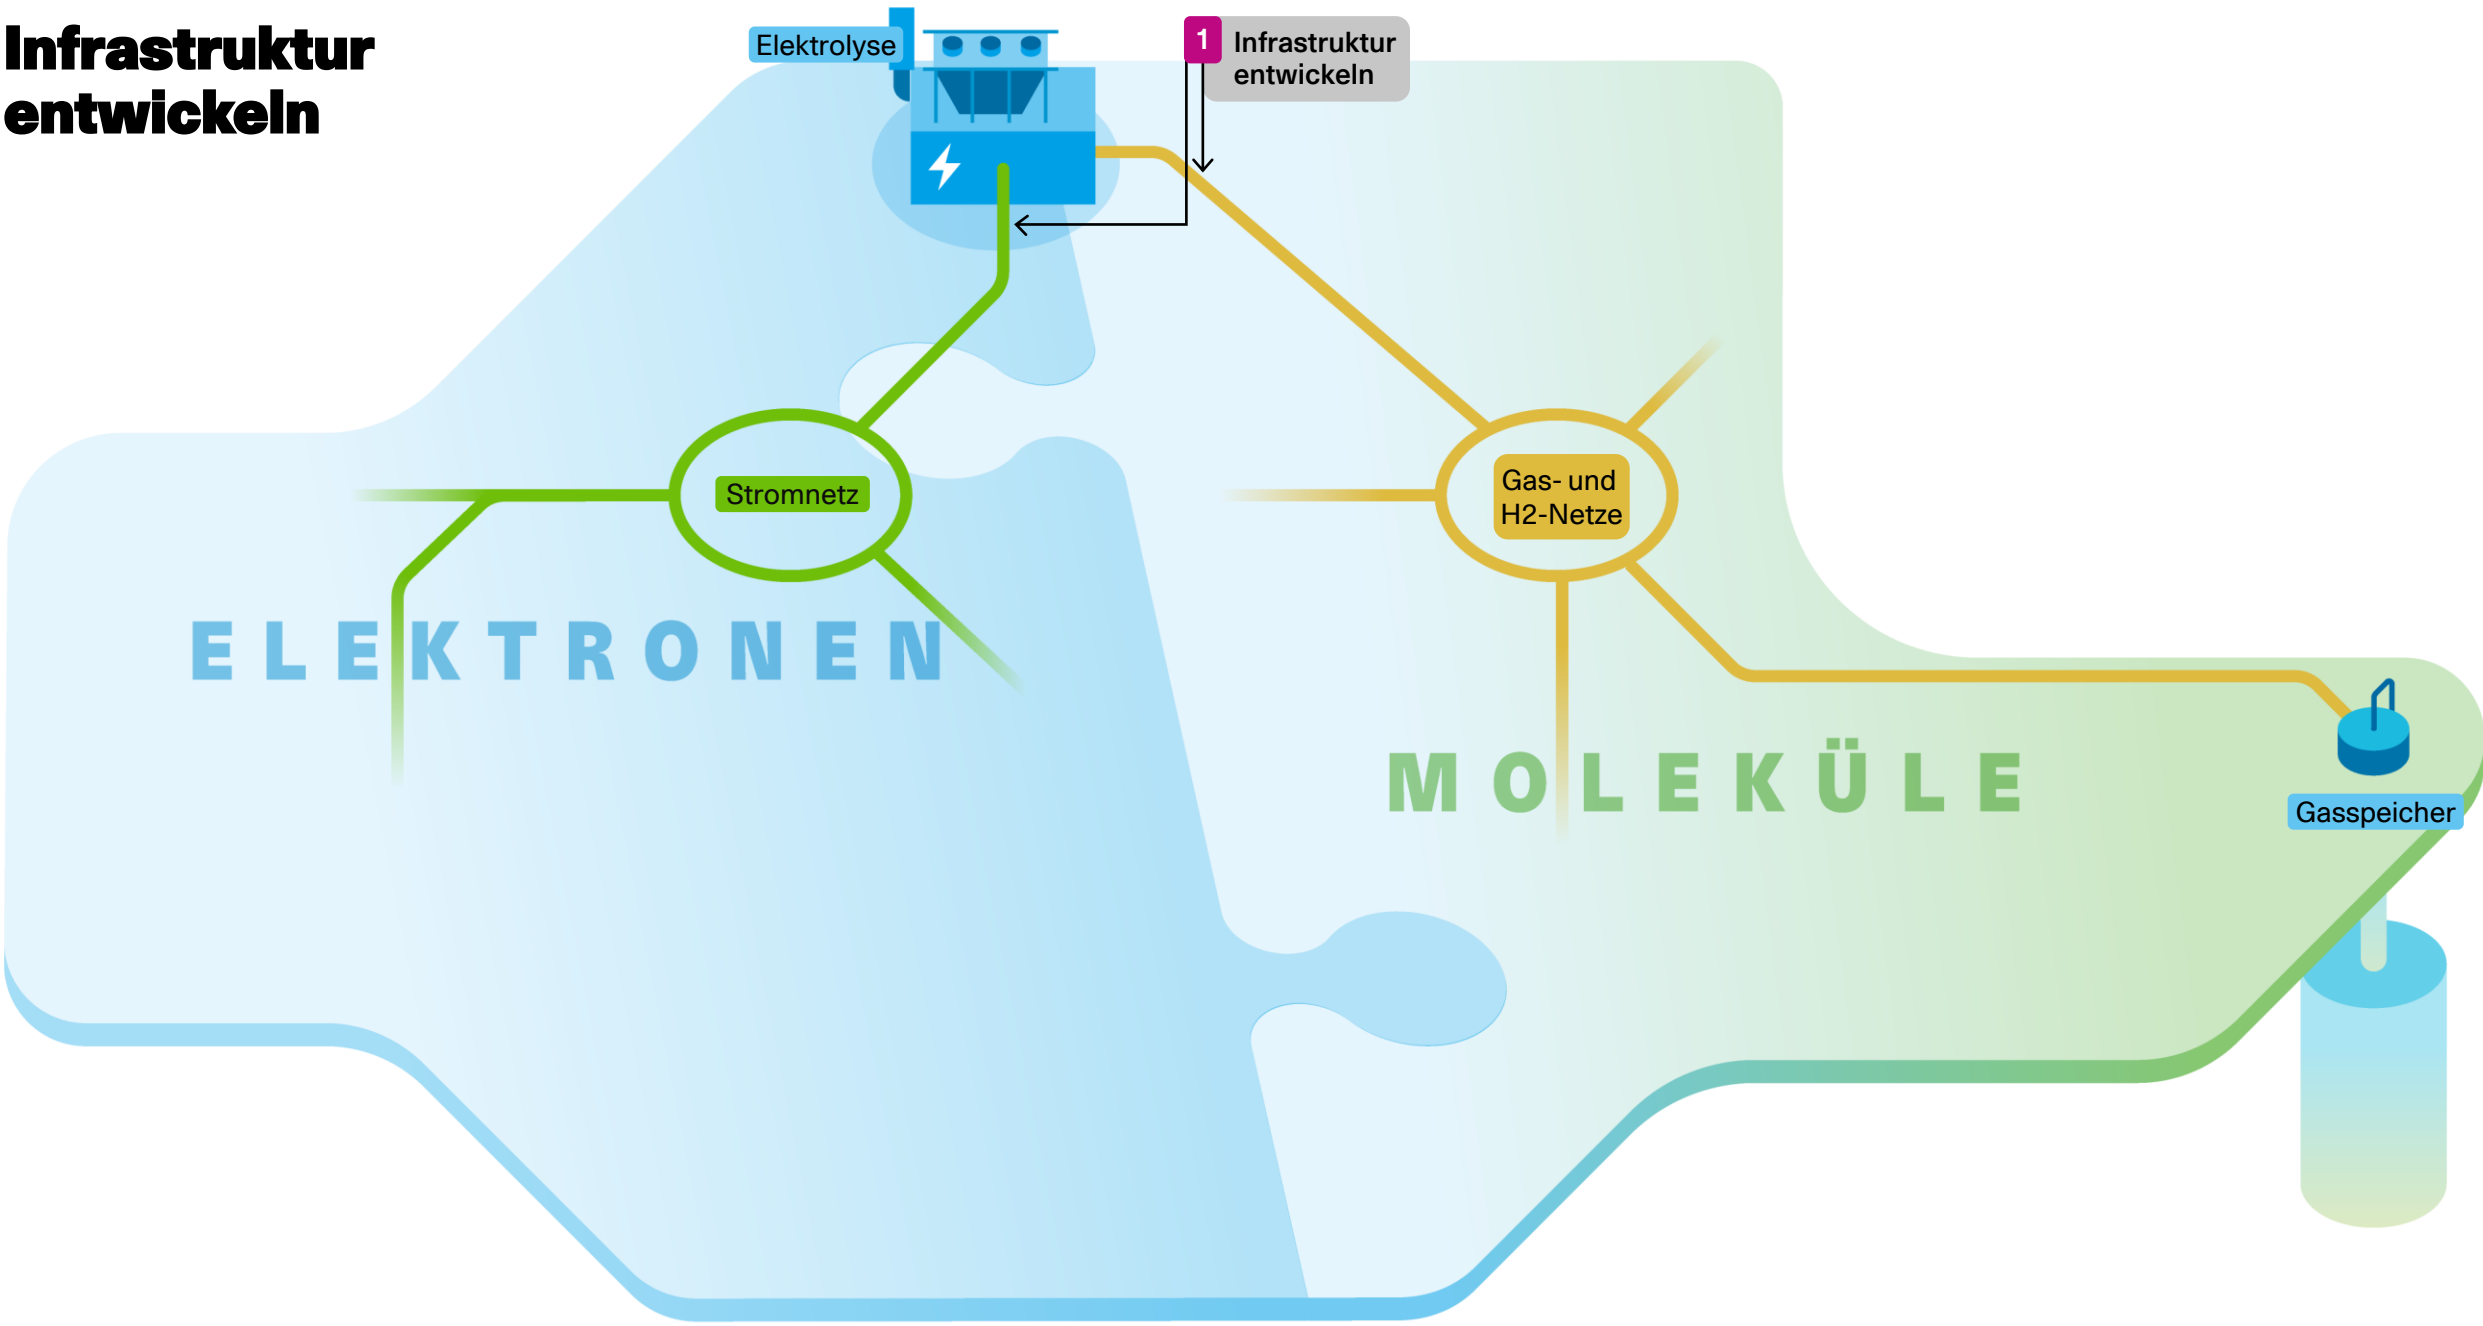 Infrastruktur
entwickeln
Elektrolyse
1 Infrastruktur
entwickeln
Stromnetz
Gas- und
H2-Netze
ELEKTRONEN
MOLEKÜLE
Gasspeicher